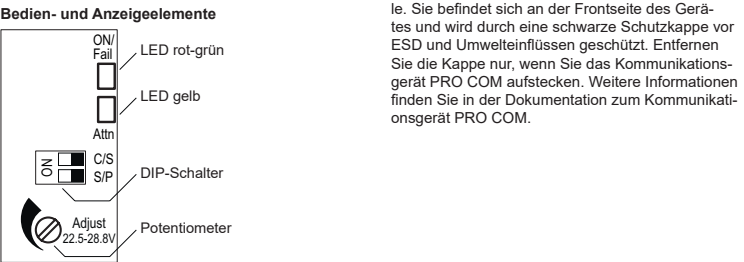 Bedien- und Anzeigeelemente
ON/
Fail
LED rot-grün
LED gelb
Attn
ON
C/S
S/P
DIP-Schalter
Adjust
22.5-28.8V
Potentiometer
le. Sie befindet sich an der Frontseite des Gerä-
tes und wird durch eine schwarze Schutzkappe vor
ESD und Umwelteinflüssen geschützt. Entfernen
Sie die Kappe nur, wenn Sie das Kommunikations-
gerät PRO COM aufstecken. Weitere Informationen
finden Sie in der Dokumentation zum Kommunikati-
onsgerät PRO COM.